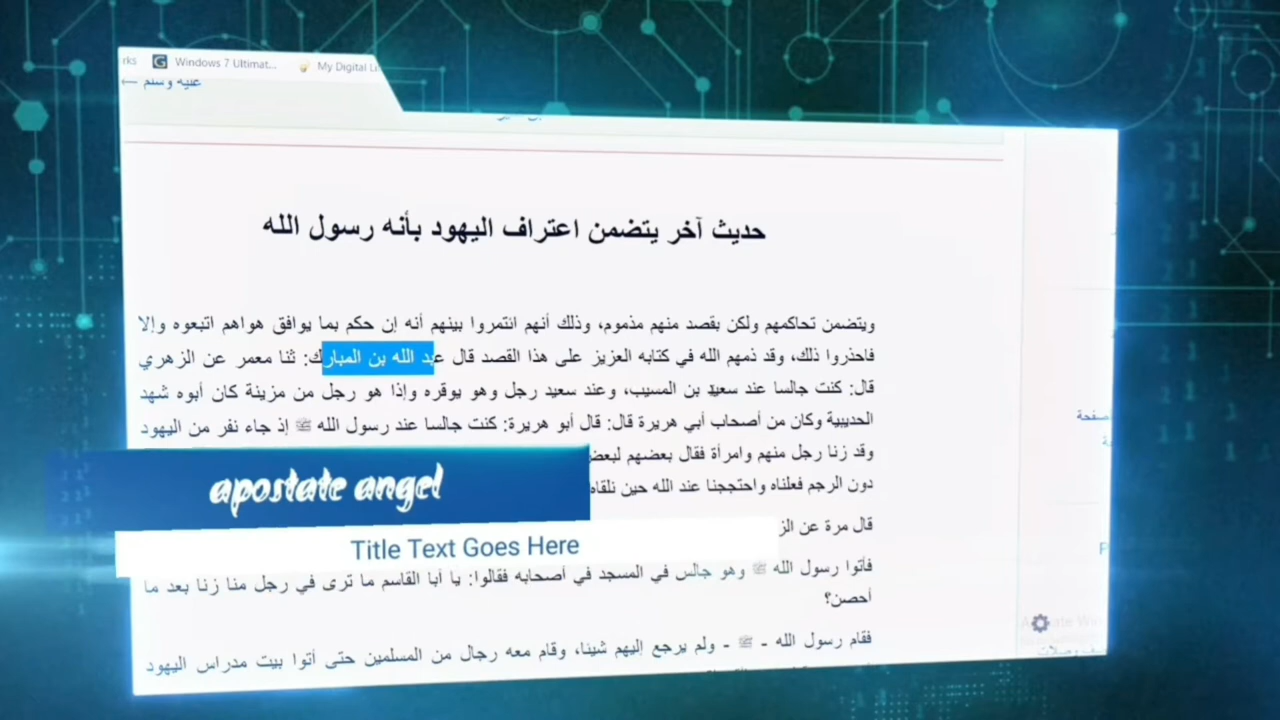 rks Windows 7 Ultimat... My Digital Li
← عليه وسلم
حديث آخر يتضمن اعتراف اليهود بأنه رسول الله
ويتضمن تحاكمهم ولكن بقصد منهم مذموم، وذلك أنهم ائتمروا بينهم أنه إن حكم بما يوافق هواهم اتبعوه وإلا
فاحذروا ذلك، وقد ذمهم الله في كتابه العزيز على هذا القصد قال عبد الله بن المبارك: ثنا معمر عن الزهري
قال: كنت جالسا عند سعيد بن المسيب، وعند سعيد رجل وهو يوقره وإذا هو رجل من مزينة كان أبوه شهد
الحديبية وكان من أصحاب أبي هريرة قال: قال أبو هريرة: كنت جالسا عند رسول الله ﷺ إذ جاء نفر من اليهود
وقد زنا رجل منهم وامرأة فقال بعضهم لبعض
دون الرجم فعلناه واحتججنا عند الله حين نلقاه
apostate angel
قال مرة عن الز
Title Text Goes Here
فأتوا رسول الله ﷺ وهو جالس في المسجد في أصحابه فقالوا: يا أبا القاسم ما ترى في رجل منا زنا بعد ما
أحصن؟
فقام رسول الله ـ ﷺ ـ ولم يرجع إليهم شيئا، وقام معه رجال من المسلمين حتى أتوا بيت مدراس اليهود
صفحة